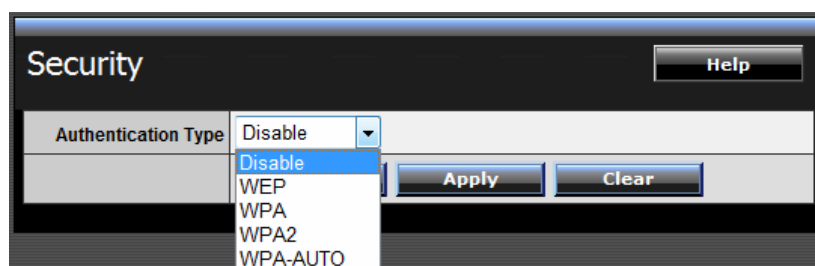 Security
Help
Authentication Type
Disable
Disable
WEP
WPA
WPA2
WPA-AUTO
Apply
Clear